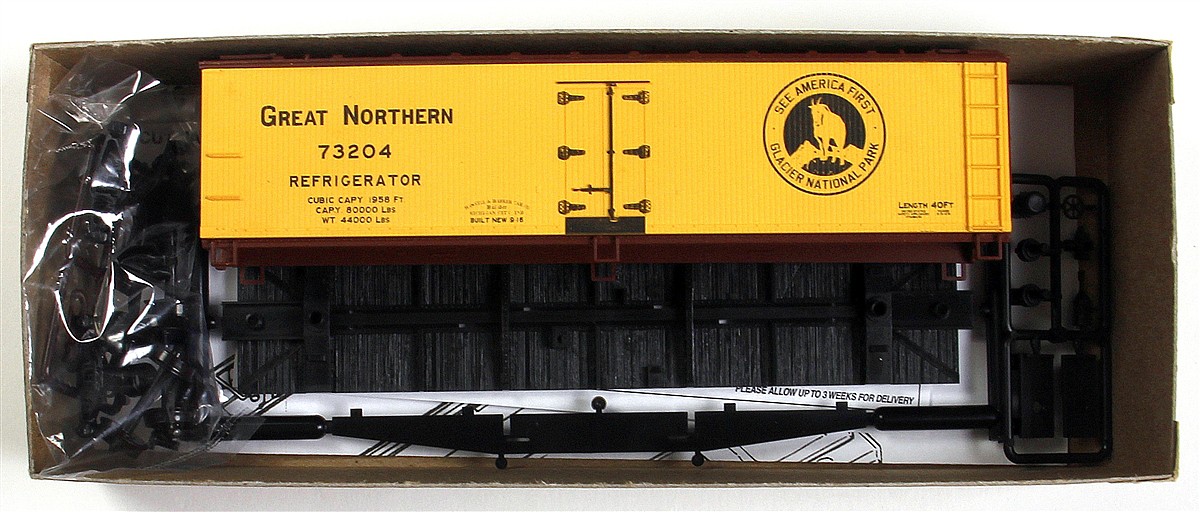 GREAT NORTHERN
73204
REFRIGERATOR
CUBIC CAPY 1958 FT
CAPY 80000 LBS
WT 44000 LBS
BUILT NEW 9-16
SEE AMERICA FIRST
GLACIER NATIONAL PARK
LENGTH 40FT
PLEASE ALLOW UP TO 3 WEEKS FOR DELIVERY